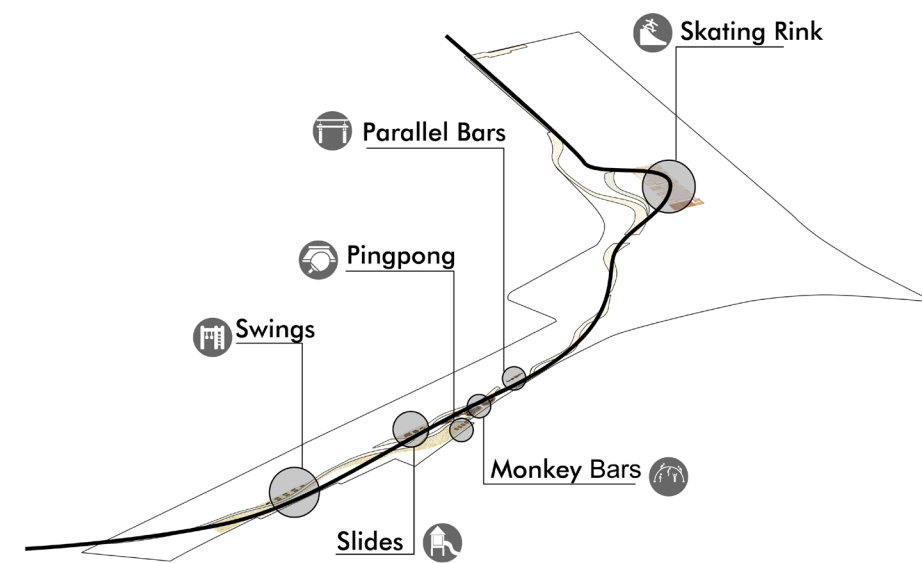 Skating Rink
Parallel Bars
Pingpong
Swings
Monkey Bars
Slides